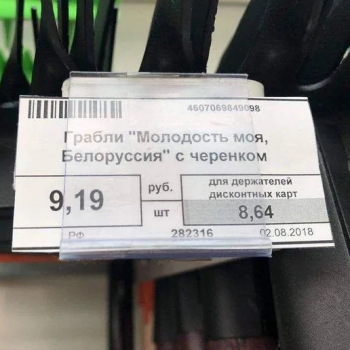 4607069849098
Грабли "Молодость моя,
Белоруссия" с черенком
9,19
руб.
шт
для держателей
дисконтных карт
8,64
РФ
282316
02.08.2018